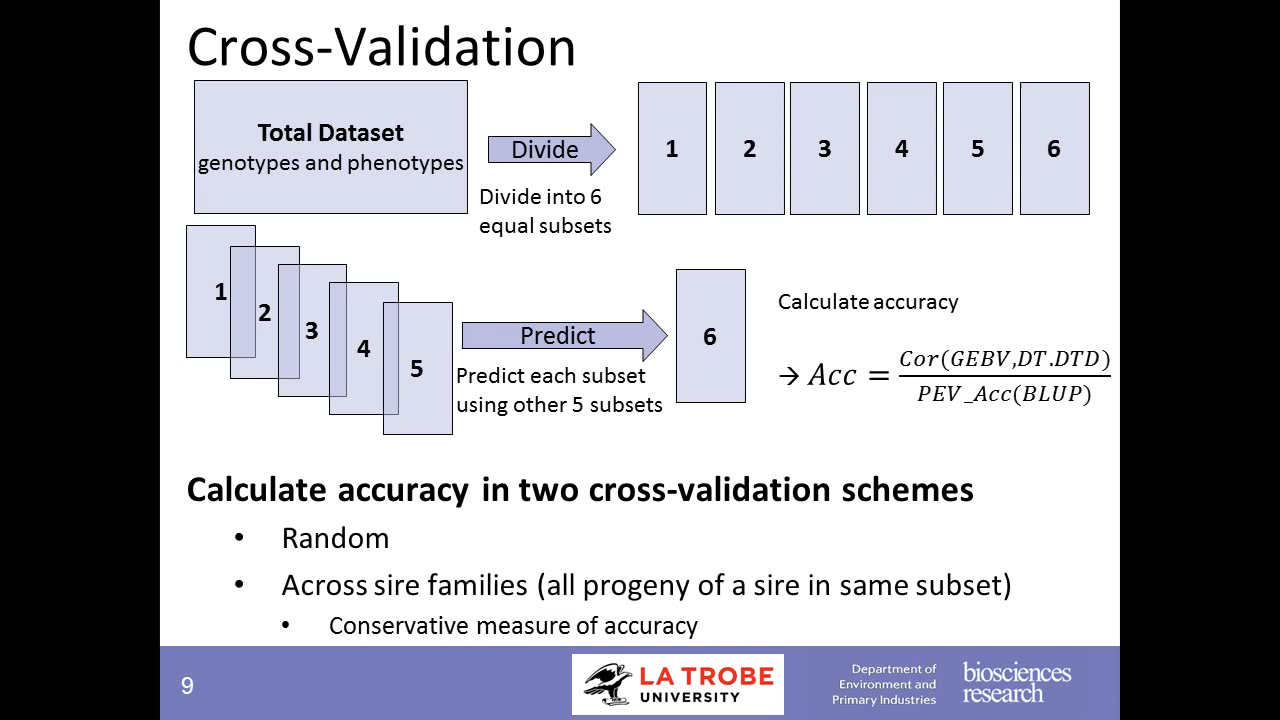 Cross-Validation
Total Dataset
genotypes and phenotypes
Divide
Divide into 6
equal subsets
1 2 3 4 5 6
1
2
3
4
5
Predict
Predict each subset
using other 5 subsets
6
Calculate accuracy
→ Acc = Cor(GEBV,DT.DTD)
PEV_Acc(BLUP)
Calculate accuracy in two cross-validation schemes
• Random
• Across sire families (all progeny of a sire in same subset)
• Conservative measure of accuracy
9
LA TROBE
UNIVERSITY
Department of
Environment and
Primary Industries
biosciences
research